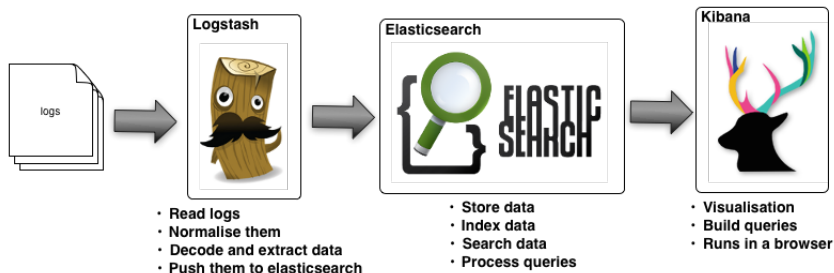 Logstash
Elasticsearch
Kibana
logs
ELASTIC
SEARCH
· Read logs
· Normalise them
· Decode and extract data
· Push them to elasticsearch
· Store data
· Index data
· Search data
· Process queries
· Visualisation
· Build queries
· Runs in a browser